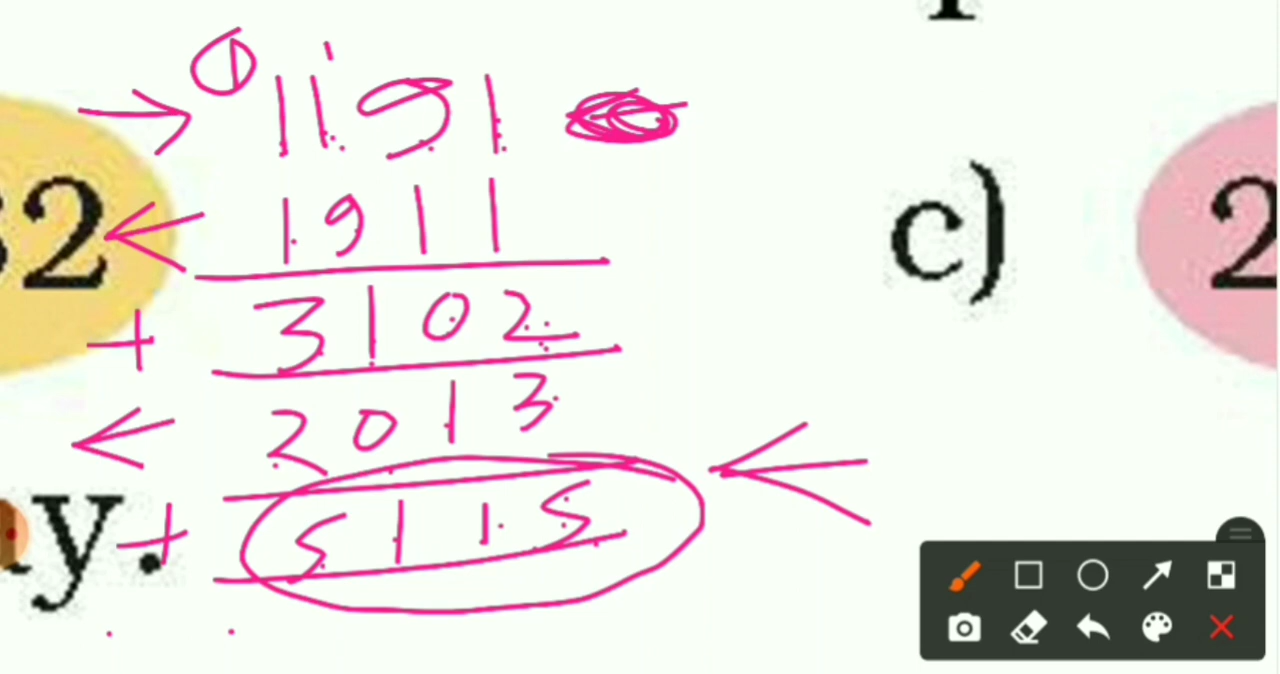 ① 1191
2 ← 1911 c) 2
+ 3102
← 2013
y. + 5115